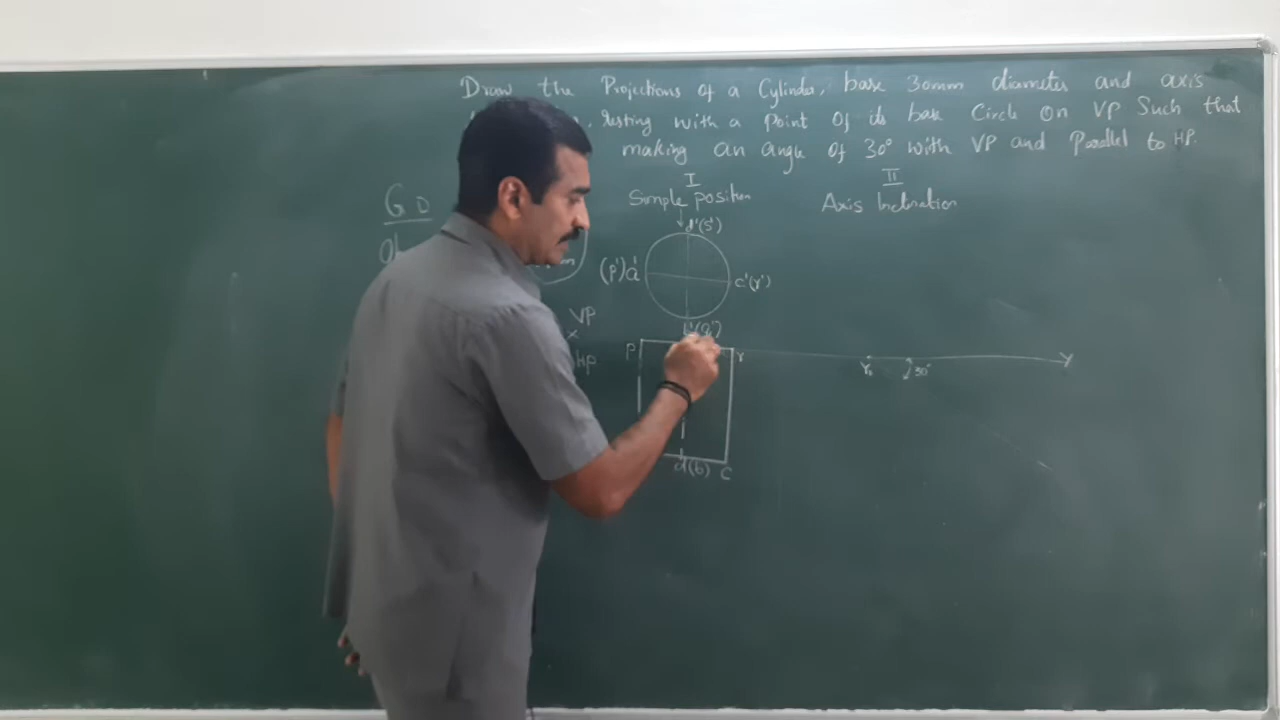 Draw the Projections of a Cylinder, base 30mm diameter and axis
resting with a point of its base Circle On VP Such that
making an angle of 30° with VP and Parallel to HP.
I
II
Simple position
Axis Inclination
G.D
d'(s')
(p')a'
c'(r')
b'(q')
VP
HP
p
r
r₁
30°
Y
d(b)
c